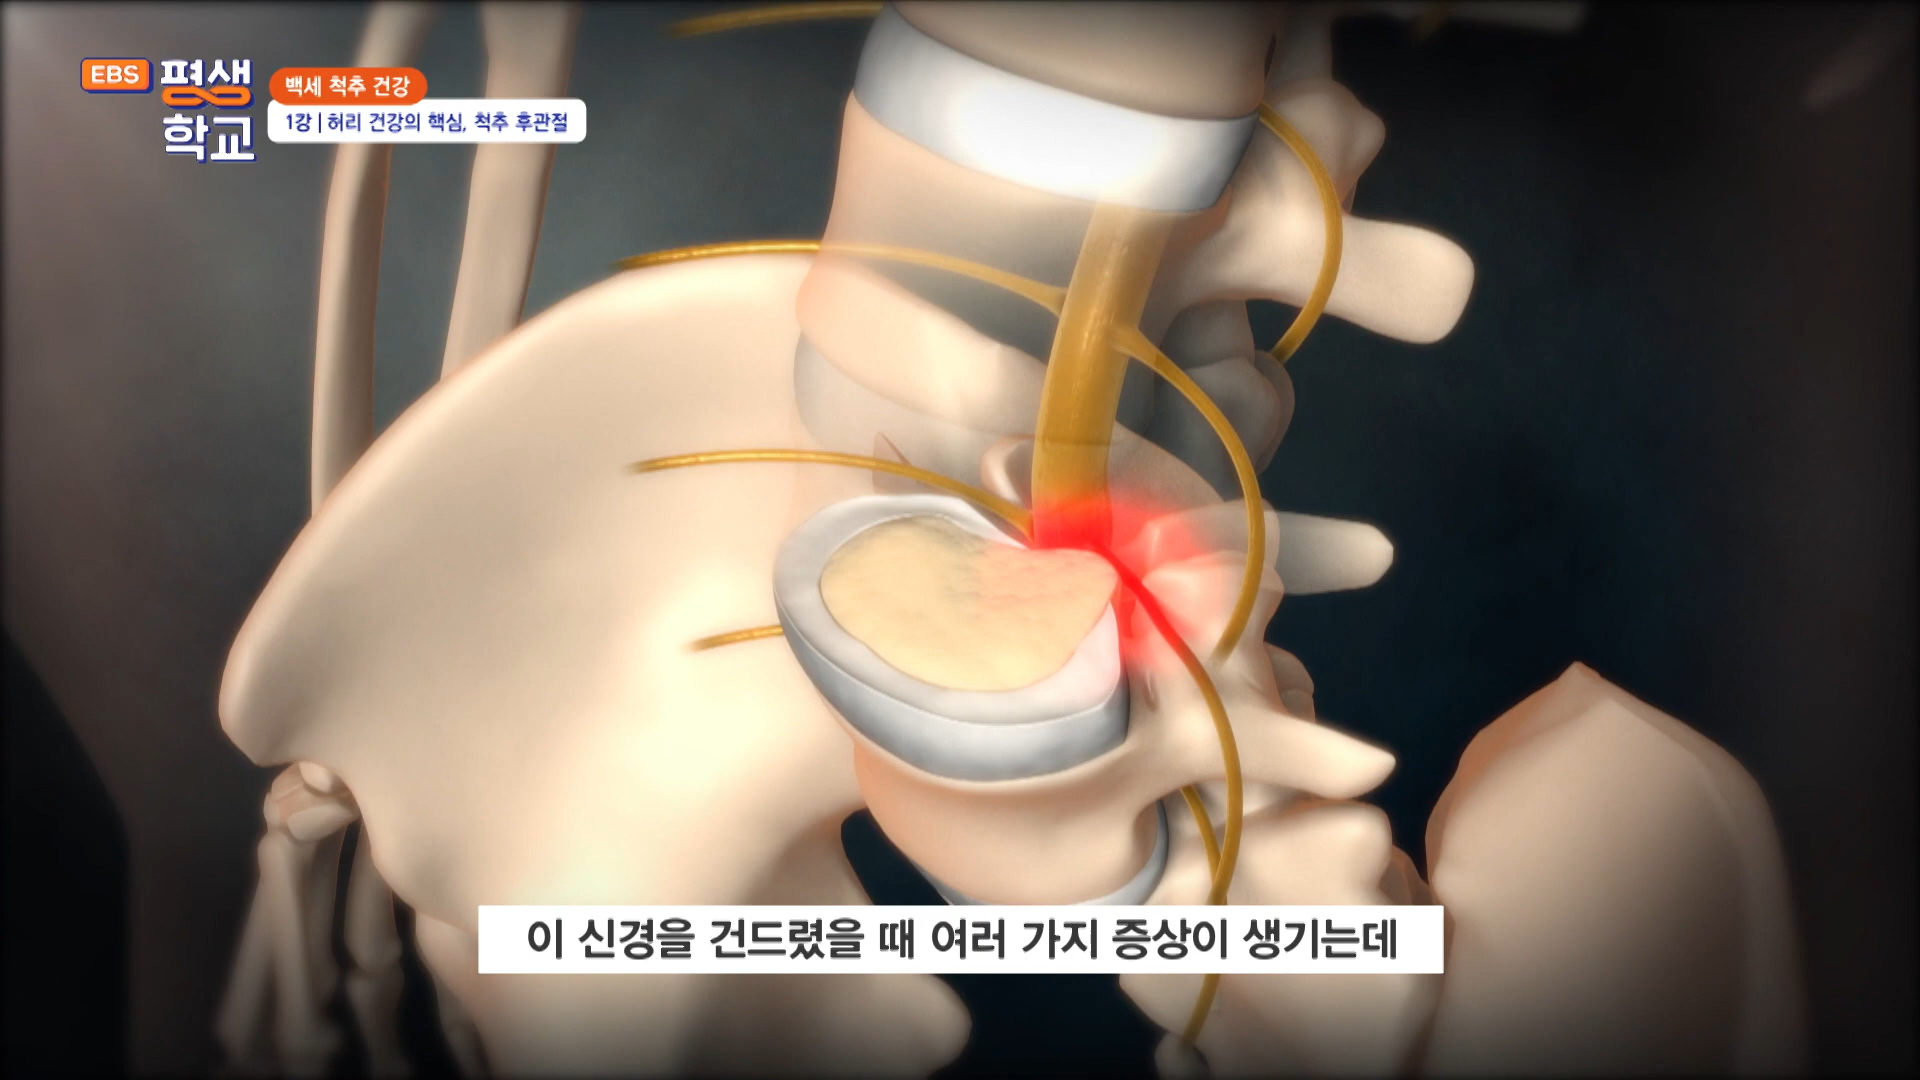 EBS 평생
학교
백세 척추 건강
1강 | 허리 건강의 핵심, 척추 후관절
이 신경을 건드렸을 때 여러 가지 증상이 생기는데